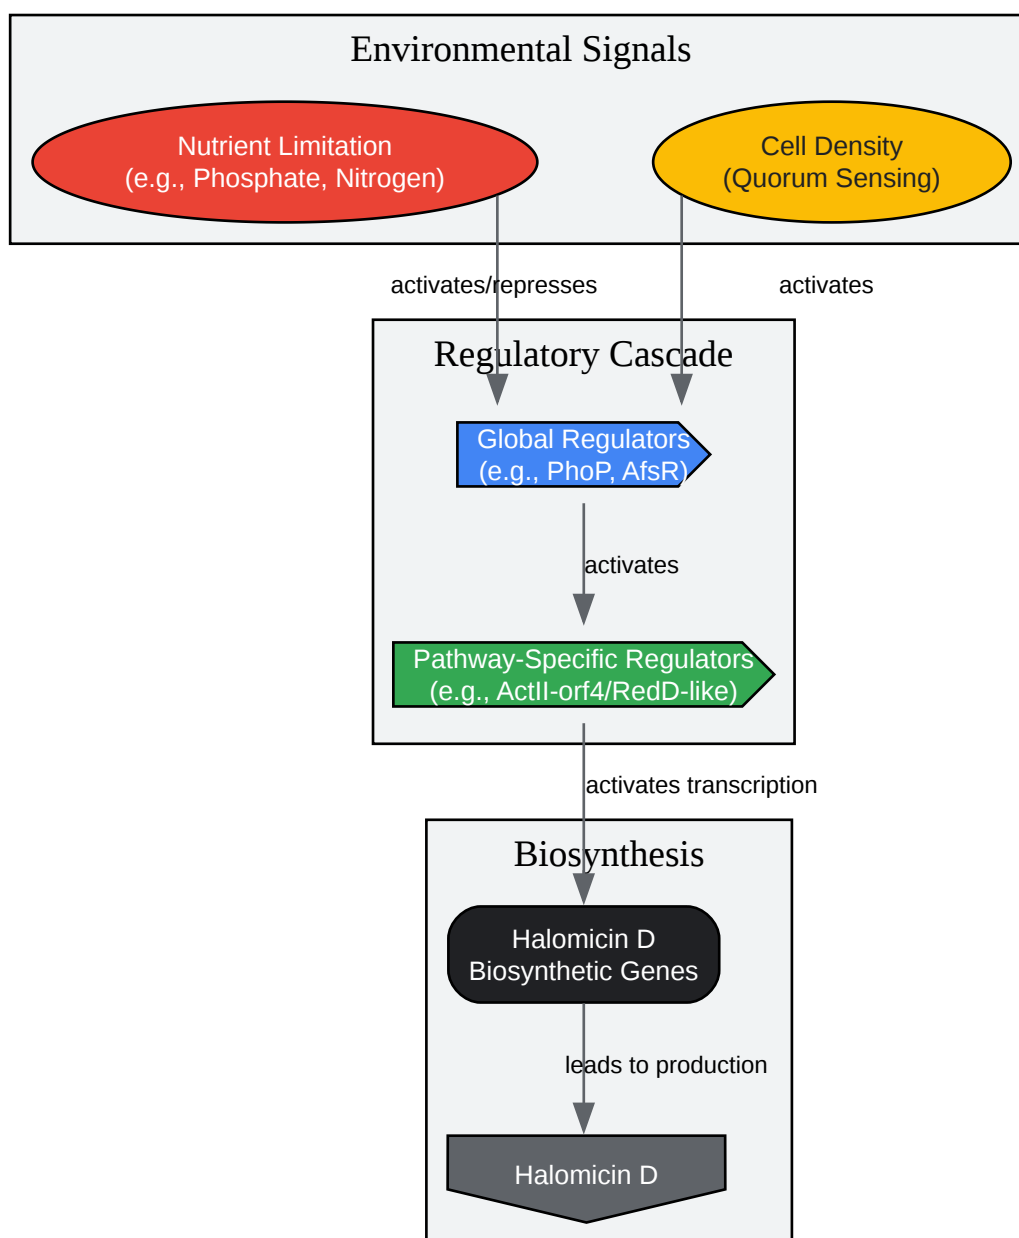 Environmental Signals
Nutrient Limitation
(e.g., Phosphate, Nitrogen)
Cell Density
(Quorum Sensing)
activates/represses
activates
Regulatory Cascade
Global Regulators
(e.g., PhoP, AfsR)
activates
Pathway-Specific Regulators
(e.g., ActII-orf4/RedD-like)
activates transcription
Biosynthesis
Halomicin D
Biosynthetic Genes
leads to production
Halomicin D